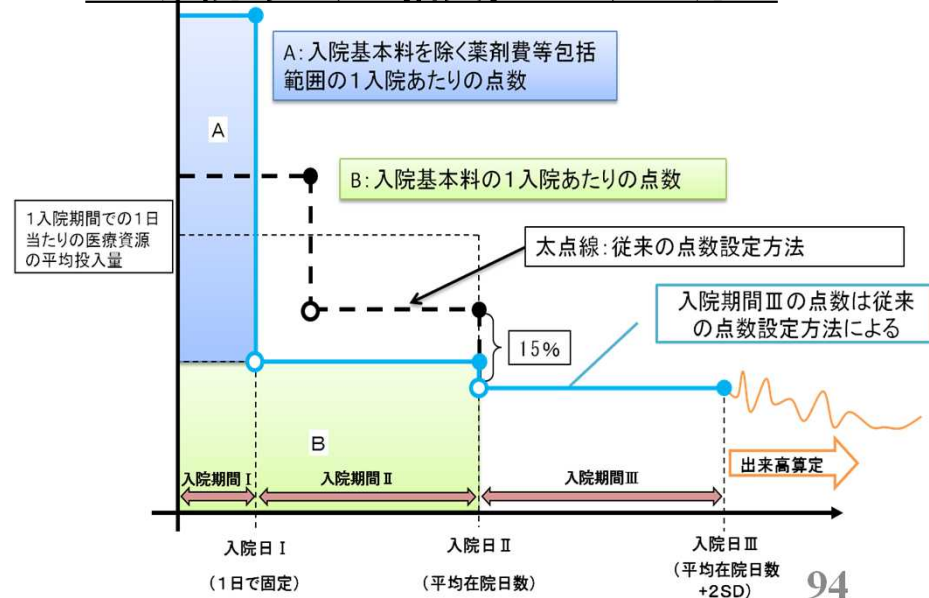 A:入院基本料を除く薬剤費等包括
範囲の1入院あたりの点数
A
B:入院基本料の1入院あたりの点数
1入院期間での1日
当たりの医療資源
の平均投入量
太点線:従来の点数設定方法
入院期間Ⅲの点数は従来
の点数設定方法による
15%
B
出来高算定
入院期間Ⅰ
入院期間Ⅱ
入院期間Ⅲ
入院日Ⅰ
(1日で固定)
入院日Ⅱ
(平均在院日数)
入院日Ⅲ
(平均在院日数
+2SD)
94